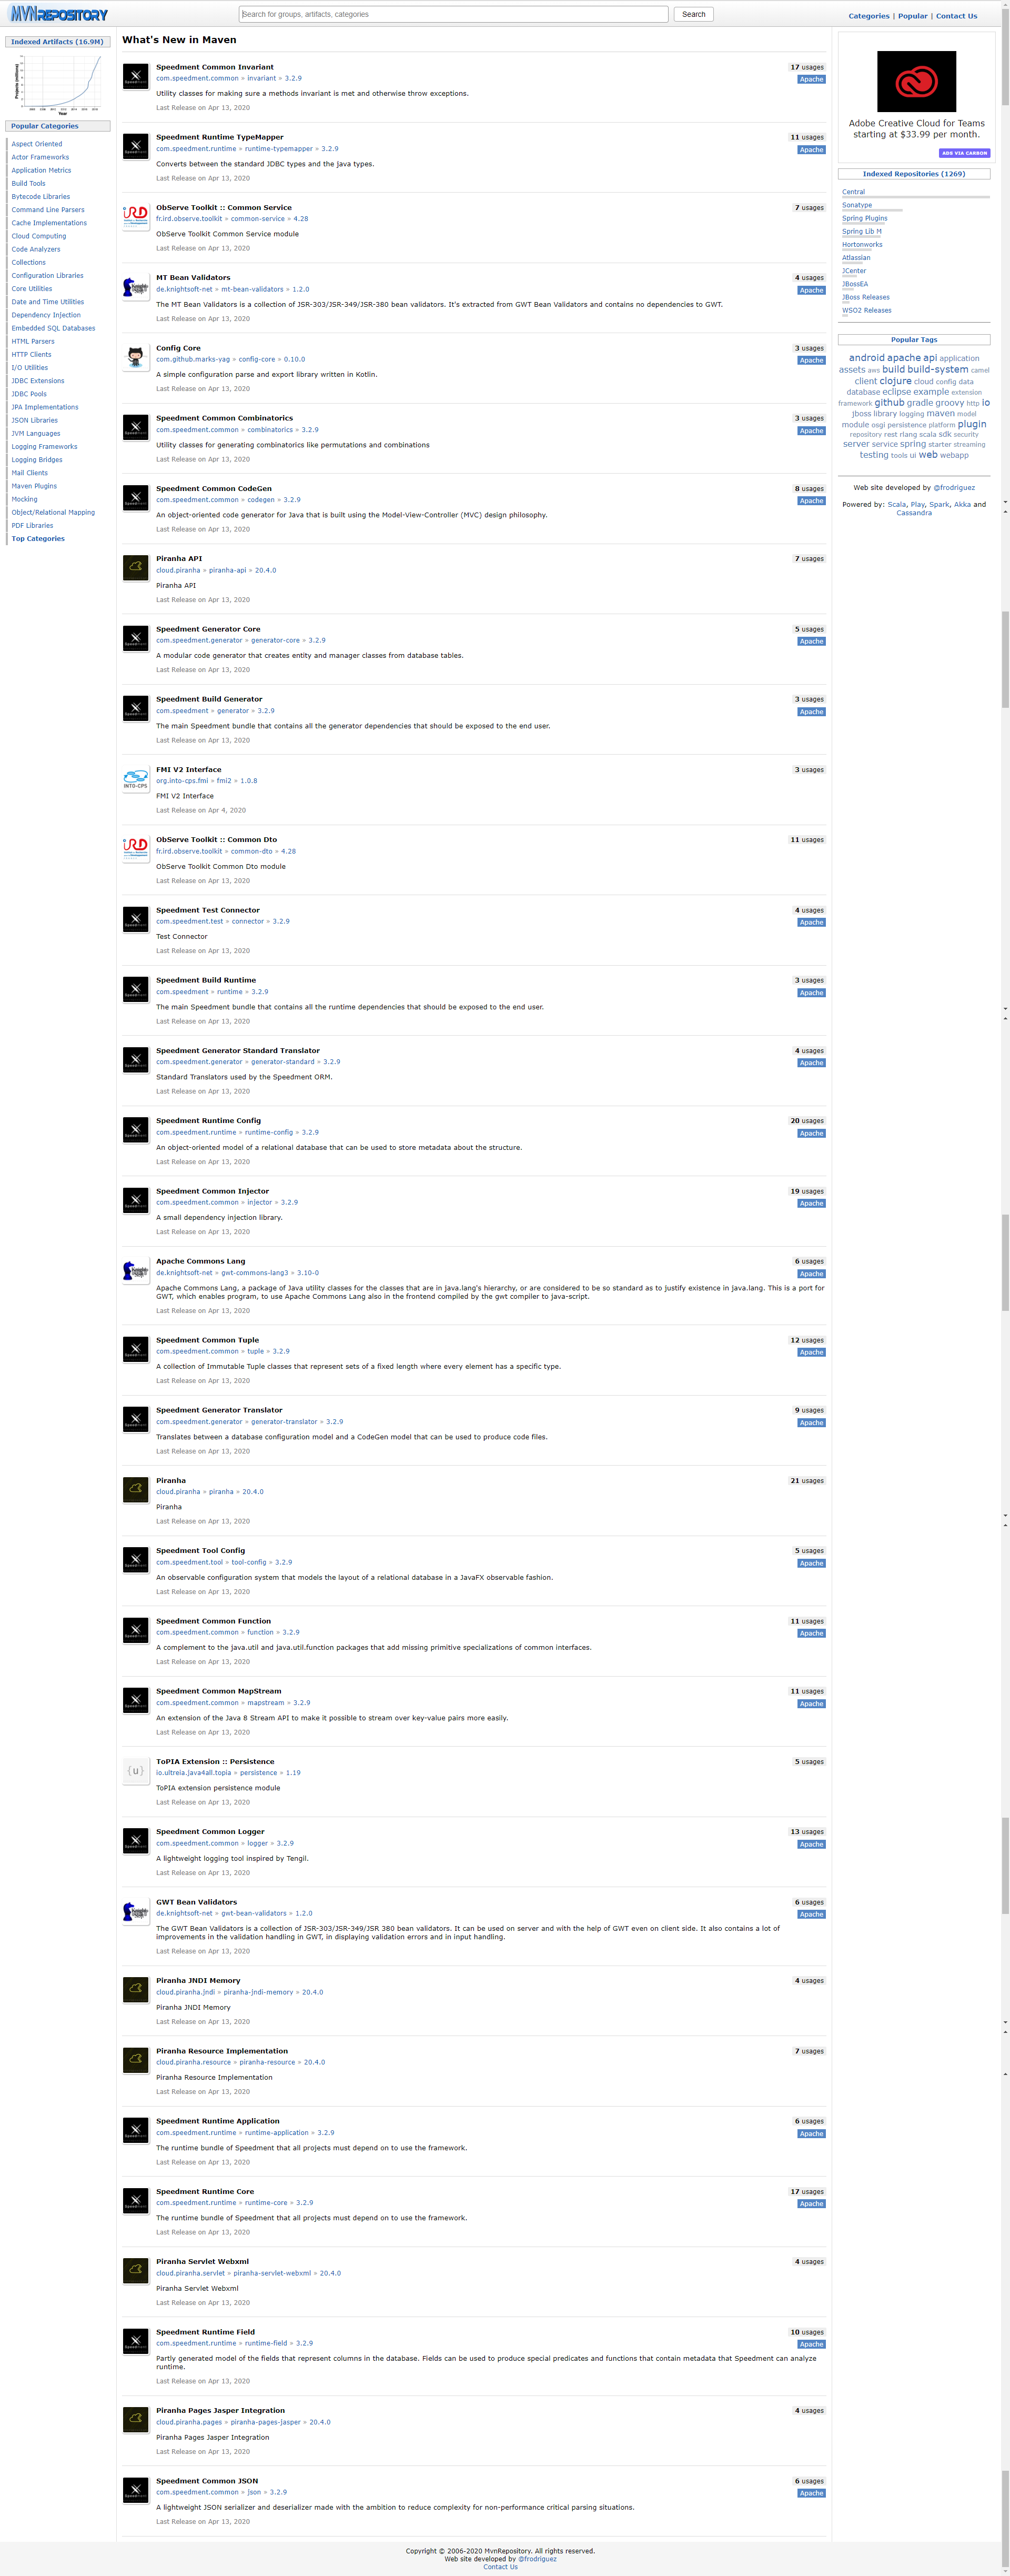 MVNREPOSITORY
Search for groups, artifacts, categories
Search
Categories | Popular | Contact Us
Indexed Artifacts (16.9M)
Projects (millions)
Year
Popular Categories
Aspect Oriented
Actor Frameworks
Application Metrics
Build Tools
Bytecode Libraries
Command Line Parsers
Cache Implementations
Cloud Computing
Code Analyzers
Collections
Configuration Libraries
Core Utilities
Date and Time Utilities
Dependency Injection
Embedded SQL Databases
HTML Parsers
HTTP Clients
I/O Utilities
JDBC Extensions
JDBC Pools
JPA Implementations
JSON Libraries
JVM Languages
Logging Frameworks
Logging Bridges
Mail Clients
Maven Plugins
Mocking
Object/Relational Mapping
PDF Libraries
Top Categories
What's New in Maven
Speedment Common Invariant
17 usages
com.speedment.common » invariant » 3.2.9
Apache
Utility classes for making sure a methods invariant is met and otherwise throw exceptions.
Last Release on Apr 13, 2020
Speedment Runtime TypeMapper
11 usages
com.speedment.runtime » runtime-typemapper » 3.2.9
Apache
Converts between the standard JDBC types and the java types.
Last Release on Apr 13, 2020
ObServe Toolkit :: Common Service
7 usages
fr.ird.observe.toolkit » common-service » 4.28
ObServe Toolkit Common Service module
Last Release on Apr 13, 2020
MT Bean Validators
4 usages
de.knightsoft-net » mt-bean-validators » 1.2.0
Apache
The MT Bean Validators is a collection of JSR-303/JSR-349/JSR-380 bean validators. It's extracted from GWT Bean Validators and contains no dependencies to GWT.
Last Release on Apr 13, 2020
Config Core
3 usages
com.github.marks-yag » config-core » 0.10.0
Apache
A simple configuration parse and export library written in Kotlin.
Last Release on Apr 13, 2020
Speedment Common Combinatorics
3 usages
com.speedment.common » combinatorics » 3.2.9
Apache
Utility classes for generating combinatorics like permutations and combinations
Last Release on Apr 13, 2020
Speedment Common CodeGen
8 usages
com.speedment.common » codegen » 3.2.9
Apache
An object-oriented code generator for Java that is built using the Model-View-Controller (MVC) design philosophy.
Last Release on Apr 13, 2020
Piranha API
7 usages
cloud.piranha » piranha-api » 20.4.0
Piranha API
Last Release on Apr 13, 2020
Speedment Generator Core
5 usages
com.speedment.generator » generator-core » 3.2.9
Apache
A modular code generator that creates entity and manager classes from database tables.
Last Release on Apr 13, 2020
Speedment Build Generator
3 usages
com.speedment » generator » 3.2.9
Apache
The main Speedment bundle that contains all the generator dependencies that should be exposed to the end user.
Last Release on Apr 13, 2020
FMI V2 Interface
3 usages
org.into-cps.fmi » fmi2 » 1.0.8
INTO-CPS
FMI V2 Interface
Last Release on Apr 4, 2020
ObServe Toolkit :: Common Dto
11 usages
fr.ird.observe.toolkit » common-dto » 4.28
ObServe Toolkit Common Dto module
Last Release on Apr 13, 2020
Speedment Test Connector
4 usages
com.speedment.test » connector » 3.2.9
Apache
Test Connector
Last Release on Apr 13, 2020
Speedment Build Runtime
3 usages
com.speedment » runtime » 3.2.9
Apache
The main Speedment bundle that contains all the runtime dependencies that should be exposed to the end user.
Last Release on Apr 13, 2020
Speedment Generator Standard Translator
4 usages
com.speedment.generator » generator-standard » 3.2.9
Apache
Standard Translators used by the Speedment ORM.
Last Release on Apr 13, 2020
Speedment Runtime Config
20 usages
com.speedment.runtime » runtime-config » 3.2.9
Apache
An object-oriented model of a relational database that can be used to store metadata about the structure.
Last Release on Apr 13, 2020
Speedment Common Injector
19 usages
com.speedment.common » injector » 3.2.9
Apache
A small dependency injection library.
Last Release on Apr 13, 2020
Apache Commons Lang
6 usages
de.knightsoft-net » gwt-commons-lang3 » 3.10-0
Apache
Apache Commons Lang, a package of Java utility classes for the classes that are in java.lang's hierarchy, or are considered to be so standard as to justify existence in java.lang. This is a port for
GWT, which enables program, to use Apache Commons Lang also in the frontend compiled by the gwt compiler to java-script.
Last Release on Apr 13, 2020
Speedment Common Tuple
12 usages
com.speedment.common » tuple » 3.2.9
Apache
A collection of Immutable Tuple classes that represent sets of a fixed length where every element has a specific type.
Last Release on Apr 13, 2020
Speedment Generator Translator
9 usages
com.speedment.generator » generator-translator » 3.2.9
Apache
Translates between a database configuration model and a CodeGen model that can be used to produce code files.
Last Release on Apr 13, 2020
Piranha
21 usages
cloud.piranha » piranha » 20.4.0
Piranha
Last Release on Apr 13, 2020
Speedment Tool Config
5 usages
com.speedment.tool » tool-config » 3.2.9
Apache
An observable configuration system that models the layout of a relational database in a JavaFX observable fashion.
Last Release on Apr 13, 2020
Speedment Common Function
11 usages
com.speedment.common » function » 3.2.9
Apache
A complement to the java.util and java.util.function packages that add missing primitive specializations of common interfaces.
Last Release on Apr 13, 2020
Speedment Common MapStream
11 usages
com.speedment.common » mapstream » 3.2.9
Apache
An extension of the Java 8 Stream API to make it possible to stream over key-value pairs more easily.
Last Release on Apr 13, 2020
ToPIA Extension :: Persistence
5 usages
{u}
io.ultreia.java4all.topia » persistence » 1.19
ToPIA extension persistence module
Last Release on Apr 13, 2020
Speedment Common Logger
13 usages
com.speedment.common » logger » 3.2.9
Apache
A lightweight logging tool inspired by Tengil.
Last Release on Apr 13, 2020
GWT Bean Validators
6 usages
de.knightsoft-net » gwt-bean-validators » 1.2.0
Apache
The GWT Bean Validators is a collection of JSR-303/JSR-349/JSR 380 bean validators. It can be used on server and with the help of GWT even on client side. It also contains a lot of
improvements in the validation handling in GWT, in displaying validation errors and in input handling.
Last Release on Apr 13, 2020
Piranha JNDI Memory
4 usages
cloud.piranha.jndi » piranha-jndi-memory » 20.4.0
Piranha JNDI Memory
Last Release on Apr 13, 2020
Piranha Resource Implementation
7 usages
cloud.piranha.resource » piranha-resource » 20.4.0
Piranha Resource Implementation
Last Release on Apr 13, 2020
Speedment Runtime Application
6 usages
com.speedment.runtime » runtime-application » 3.2.9
Apache
The runtime bundle of Speedment that all projects must depend on to use the framework.
Last Release on Apr 13, 2020
Speedment Runtime Core
17 usages
com.speedment.runtime » runtime-core » 3.2.9
Apache
The runtime bundle of Speedment that all projects must depend on to use the framework.
Last Release on Apr 13, 2020
Piranha Servlet Webxml
4 usages
cloud.piranha.servlet » piranha-servlet-webxml » 20.4.0
Piranha Servlet Webxml
Last Release on Apr 13, 2020
Speedment Runtime Field
10 usages
com.speedment.runtime » runtime-field » 3.2.9
Apache
Partly generated model of the fields that represent columns in the database. Fields can be used to produce special predicates and functions that contain metadata that Speedment can analyze
runtime.
Last Release on Apr 13, 2020
Piranha Pages Jasper Integration
4 usages
cloud.piranha.pages » piranha-pages-jasper » 20.4.0
Piranha Pages Jasper Integration
Last Release on Apr 13, 2020
Speedment Common JSON
6 usages
com.speedment.common » json » 3.2.9
Apache
A lightweight JSON serializer and deserializer made with the ambition to reduce complexity for non-performance critical parsing situations.
Last Release on Apr 13, 2020
Adobe Creative Cloud for Teams
starting at $33.99 per month.
ADS VIA CARBON
Indexed Repositories (1269)
Central
Sonatype
Spring Plugins
Spring Lib M
Hortonworks
Atlassian
JCenter
JBossEA
JBoss Releases
WSO2 Releases
Popular Tags
android apache api application
assets aws build build-system camel
client clojure cloud config data
database eclipse example extension
framework github gradle groovy http io
jboss library logging maven model
module osgi persistence platform plugin
repository rest rlang scala sdk security
server service spring starter streaming
testing tools ui web webapp
Web site developed by @frodriguez
Powered by: Scala, Play, Spark, Akka and
Cassandra
Copyright © 2006-2020 MvnRepository. All rights reserved.
Web site developed by @frodriguez
Contact Us